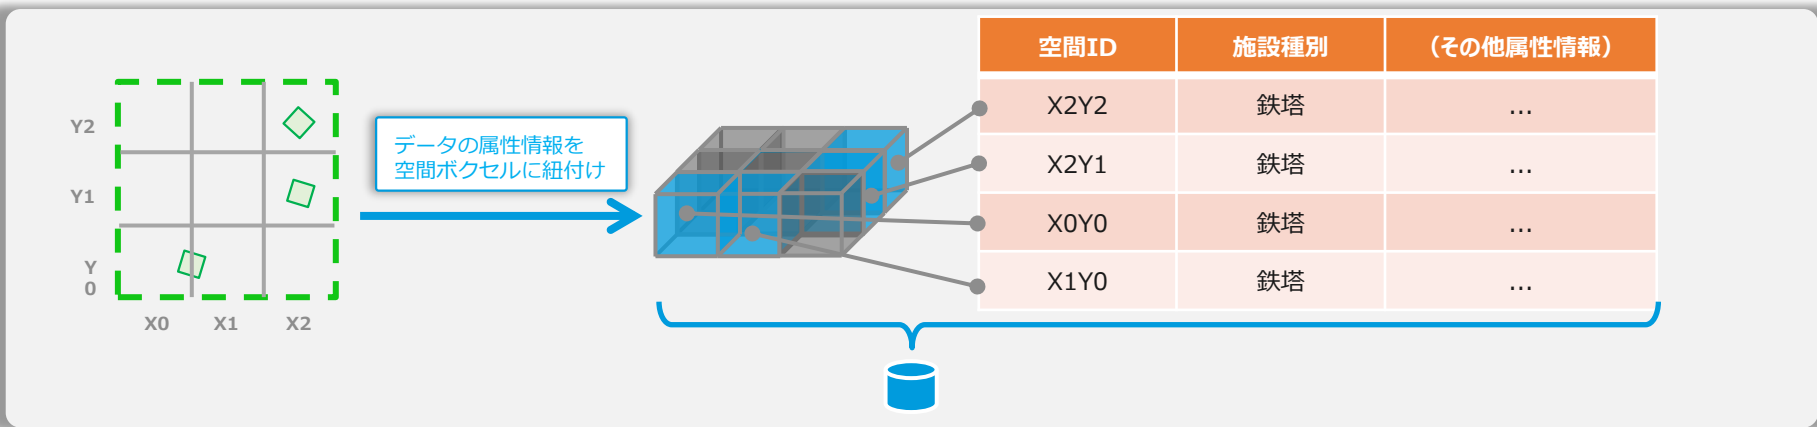 Y2
Y1
Y
0
X0 X1 X2
データの属性情報を
空間ボクセルに紐付け
空間ID 施設種別 （その他属性情報）
X2Y2 鉄塔 ...
X2Y1 鉄塔 ...
X0Y0 鉄塔 ...
X1Y0 鉄塔 ...